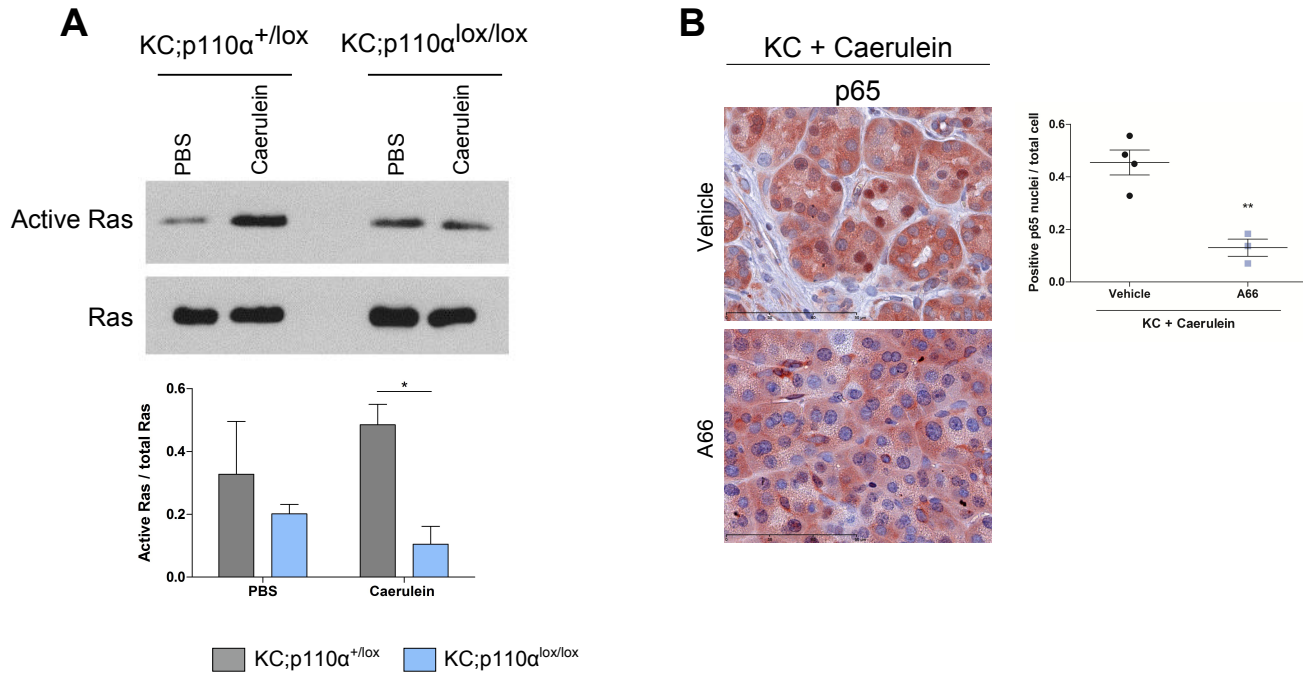 A
KC;p110α+/lox KC;p110αlox/lox
PBS Caerulein PBS Caerulein
Active Ras
Ras
0.6
0.4
0.2
0.0
Active Ras / total Ras
*
PBS Caerulein
KC;p110α+/lox KC;p110αlox/lox
B
KC + Caerulein
p65
Vehicle
A66
0.6
0.4
0.2
0.0
Positive p65 nuclei / total cell
**
Vehicle A66
KC + Caerulein